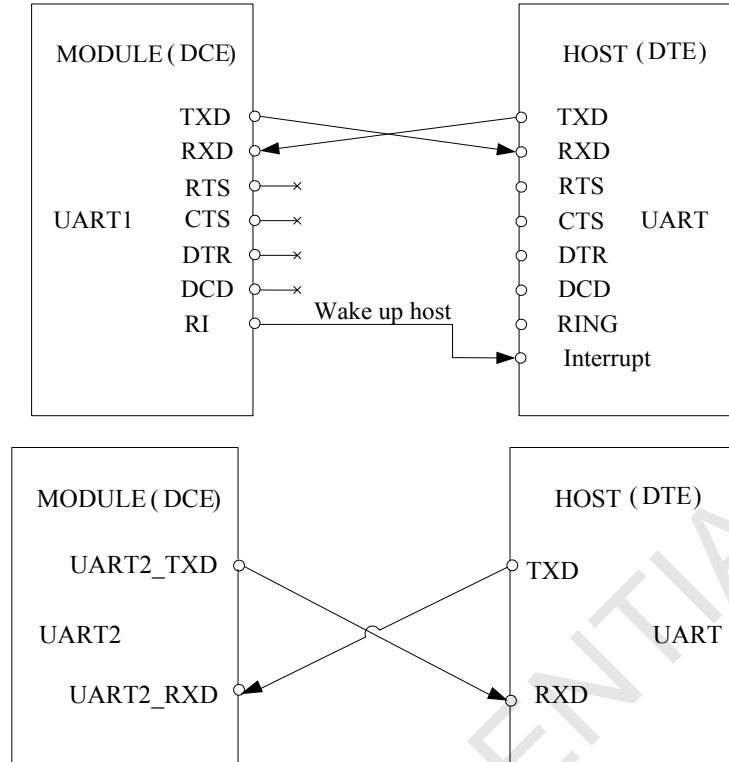 MODULE(DCE) HOST (DTE)
TXD TXD
RXD RXD
RTS RTS
UART1 CTS CTS UART
DTR DTR
DCD DCD
Wake up host
RI RING
Interrupt
MODULE(DCE) HOST (DTE)
UART2_TXD TXD
UART2 UART
UART2_RXD RXD